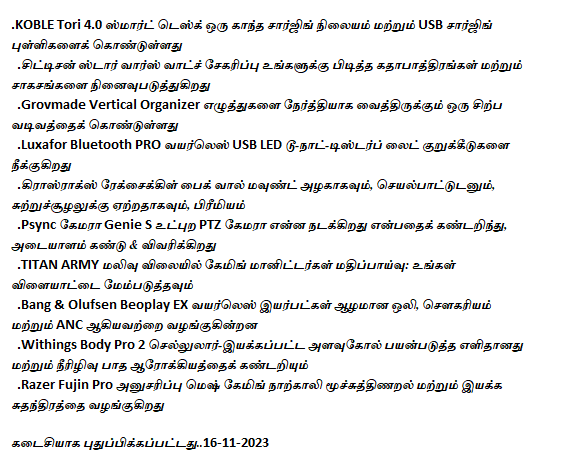 .KOBLE Tori 4.0 ஸ்மார்ட் டெஸ்க் ஒரு காந்த சார்ஜிங் நிலையம் மற்றும் USB சார்ஜிங்
புள்ளிகளைக் கொண்டுள்ளது
.சிட்டிசன் ஸ்டார் வார்ஸ் வாட்ச் சேகரிப்பு உங்களுக்கு பிடித்த கதாபாத்திரங்கள் மற்றும்
சாகசங்களை நினைவுபடுத்துகிறது
.Grovmade Vertical Organizer எழுத்துகளை நேர்த்தியாக வைத்திருக்கும் ஒரு சிற்ப
வடிவத்தைக் கொண்டுள்ளது
.Luxafor Bluetooth PRO வயர்லெஸ் USB LED டூ-நாட்-டிஸ்டர்ப் லைட் குறுக்கீடுகளை
நீக்குகிறது
.கிராஸ்ராக்ஸ் ரேக்சைக்கிள் பைக் வால் மவுண்ட் அழகாகவும், செயல்பாட்டுடனும்,
சுற்றுச்சூழலுக்கு ஏற்றதாகவும், பிரீமியம்
.Psync கேமரா Genie S உட்புற PTZ கேமரா என்ன நடக்கிறது என்பதைக் கண்டறிந்து,
அடையாளம் கண்டு & விவரிக்கிறது
.TITAN ARMY மலிவு விலையில் கேமிங் மானிட்டர்கள் மதிப்பாய்வு: உங்கள்
விளையாட்டை மேம்படுத்தவும்
.Bang & Olufsen Beoplay EX வயர்லெஸ் இயர்பட்கள் ஆழமான ஒலி, சௌகரியம்
மற்றும் ANC ஆகியவற்றை வழங்குகின்றன
.Withings Body Pro 2 செல்லுலார்-இயக்கப்பட்ட அளவுகோல் பயன்படுத்த எளிதானது
மற்றும் நீரிழிவு பாத ஆரோக்கியத்தைக் கண்டறியும்
.Razer Fujin Pro அனுசரிப்பு மெஷ் கேமிங் நாற்காலி மூச்சுத்திணறல் மற்றும் இயக்க
சுதந்திரத்தை வழங்குகிறது
கடைசியாக புதுப்பிக்கப்பட்டது..16-11-2023